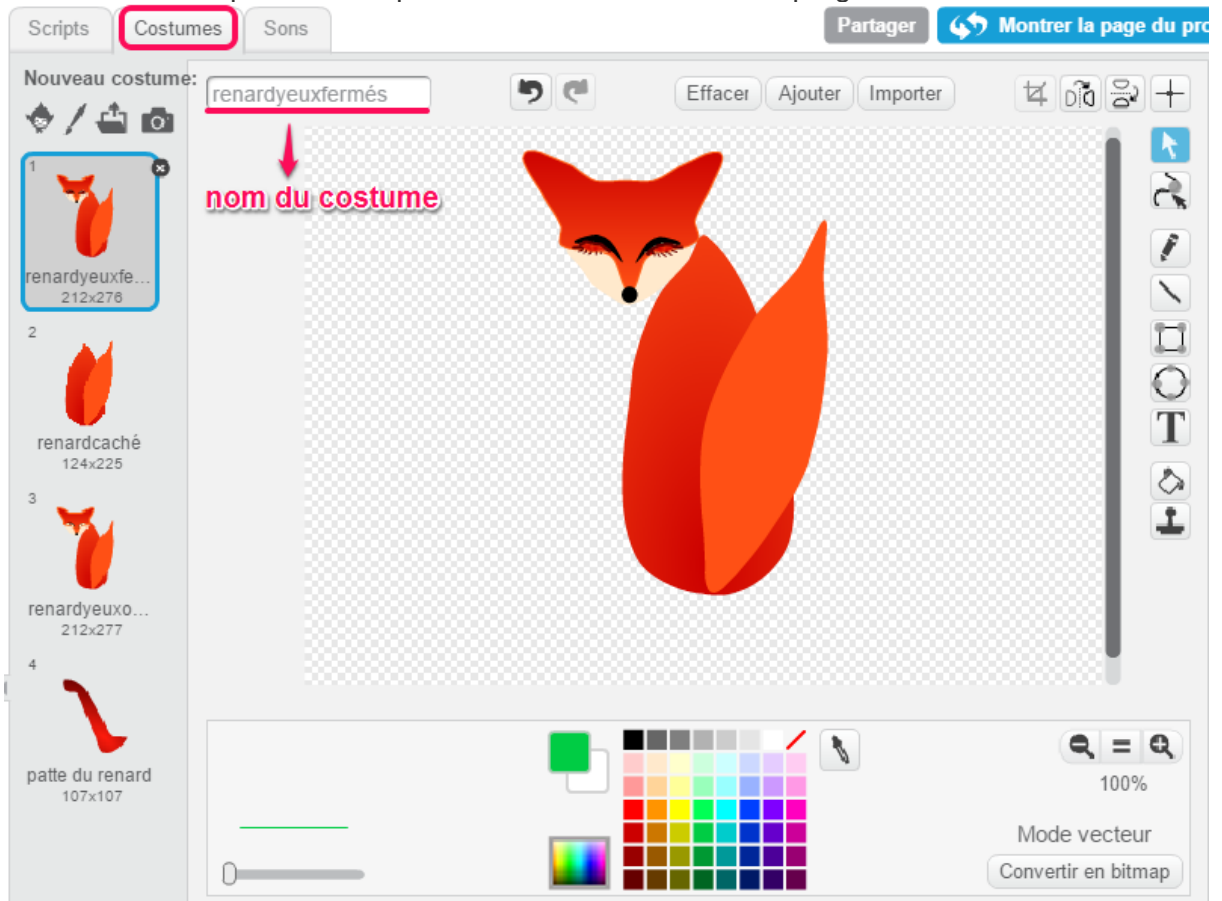 Scripts
Costumes
Sons
Partager
Montrer la page du pro
Nouveau costume:
renardyeuxfermés
Effacer
Ajouter
Importer
nom du costume
1
renardyeuxfe...
212x276
2
renardcaché
124x225
3
renardyeuxo...
212x277
4
patte du renard
107x107
T
100%
Mode vecteur
Convertir en bitmap